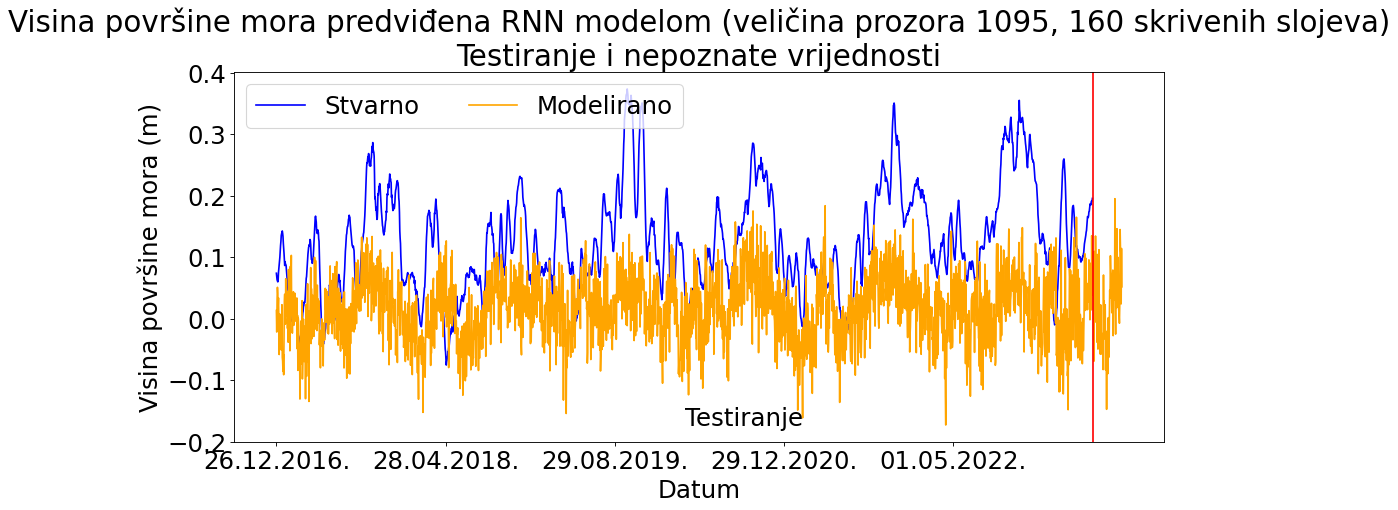 Visina površine mora predviđena RNN modelom (veličina prozora 1095, 160 skrivenih slojeva)
Testiranje i nepoznate vrijednosti
Stvarno
Modelirano
Visina površine mora (m)
0.4
0.3
0.2
0.1
0.0
−0.1
−0.2
Testiranje
26.12.2016.
28.04.2018.
29.08.2019.
29.12.2020.
01.05.2022.
Datum